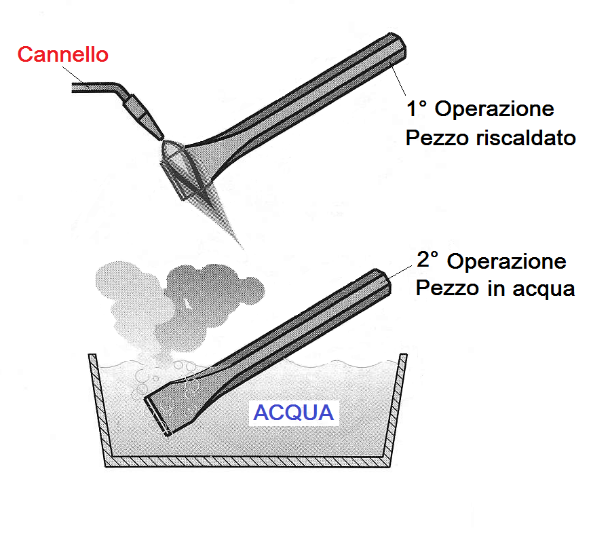 Cannello
1° Operazione
Pezzo riscaldato
2° Operazione
Pezzo in acqua
ACQUA